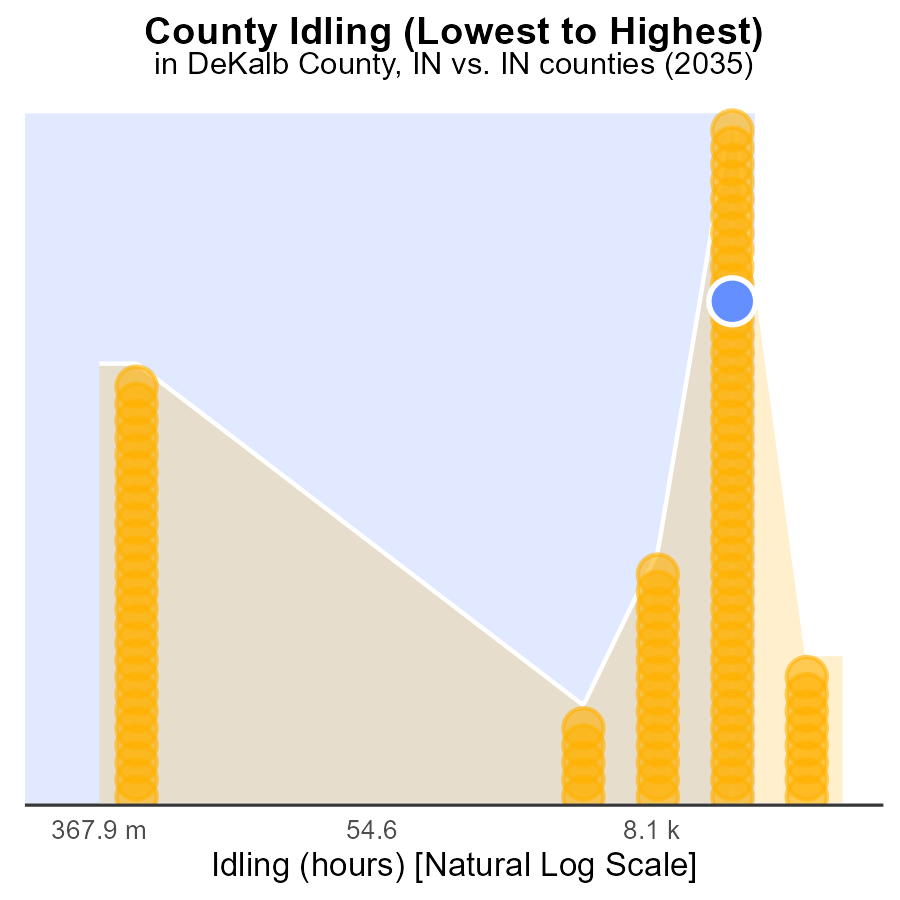 County Idling (Lowest to Highest)
in DeKalb County, IN vs. IN counties (2035)
367.9 m 54.6 8.1 k
Idling (hours) [Natural Log Scale]